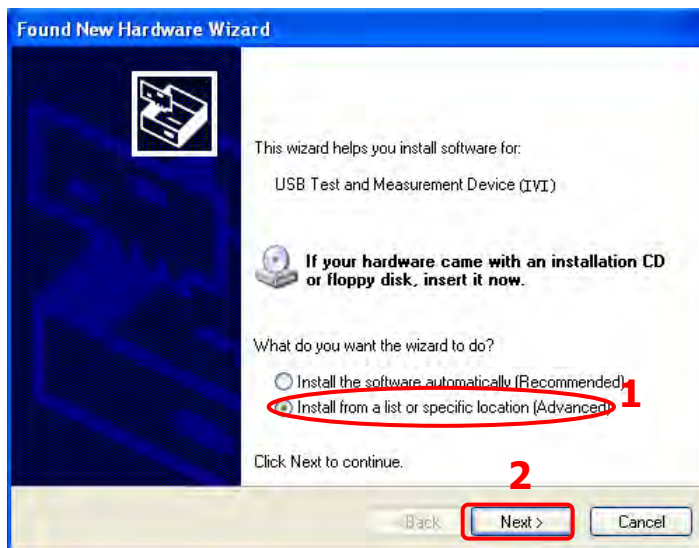 Found New Hardware Wizard
This wizard helps you install software for:
USB Test and Measurement Device (IVI)
If your hardware came with an installation CD
or floppy disk, insert it now.
What do you want the wizard to do?
Install the software automatically (Recommended)
Install from a list or specific location (Advanced)
1
Click Next to continue.
2
< Back
Next >
Cancel